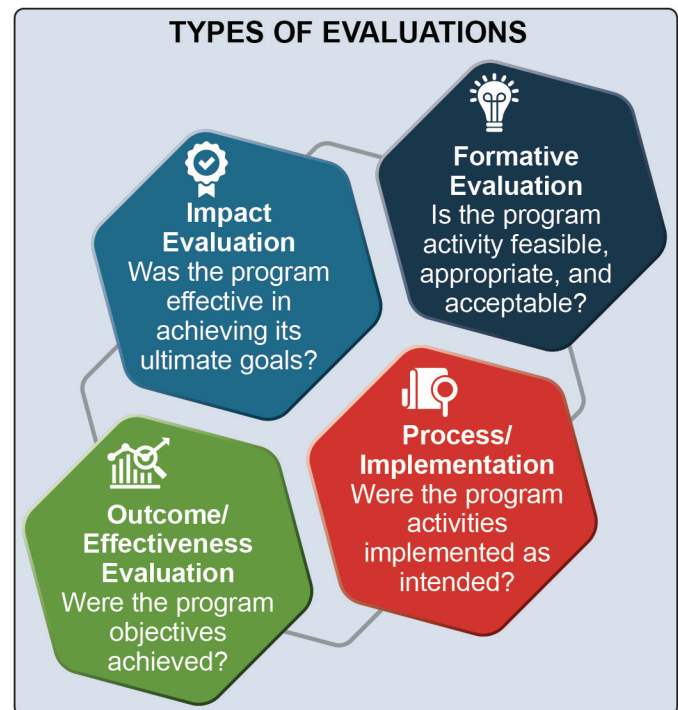 TYPES OF EVALUATIONS
Formative
Evaluation
Is the program
activity feasible,
appropriate, and
acceptable?
Impact
Evaluation
Was the program
effective in
achieving its
ultimate goals?
Process/
Implementation
Were the program
activities
implemented as
intended?
Outcome/
Effectiveness
Evaluation
Were the program
objectives
achieved?